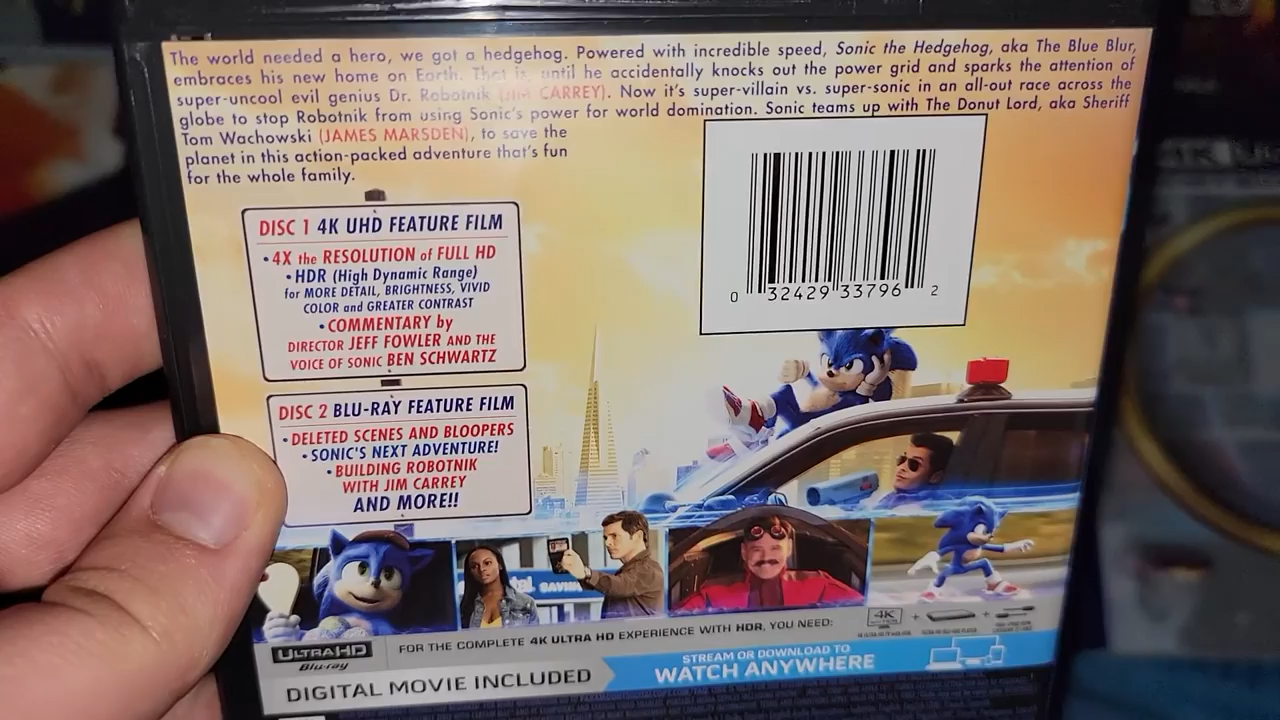 The world needed a hero, we got a hedgehog. Powered with incredible speed, Sonic the Hedgehog, aka The Blue Blur,
embraces his new home on Earth. That is, until he accidentally knocks out the power grid and sparks the attention of
super-uncool evil genius Dr. Robotnik (JIM CARREY). Now it's super-villain vs. super-sonic in an all-out race across the
globe to stop Robotnik from using Sonic's power for world domination. Sonic teams up with The Donut Lord, aka Sheriff
Tom Wachowski (JAMES MARSDEN), to save the
planet in this action-packed adventure that's fun
for the whole family.
DISC 1 4K UHD FEATURE FILM
• 4X the RESOLUTION of FULL HD
• HDR (High Dynamic Range)
for MORE DETAIL, BRIGHTNESS, VIVID
COLOR and GREATER CONTRAST
• COMMENTARY by
DIRECTOR JEFF FOWLER AND THE
VOICE OF SONIC BEN SCHWARTZ
DISC 2 BLU-RAY FEATURE FILM
• DELETED SCENES AND BLOOPERS
• SONIC'S NEXT ADVENTURE!
• BUILDING ROBOTNIK
WITH JIM CARREY
AND MORE!!
0 32429 33796 2
ULTRA HD
Blu-ray
FOR THE COMPLETE 4K ULTRA HD EXPERIENCE WITH HDR, YOU NEED:
4K
+
+
DIGITAL MOVIE INCLUDED
STREAM OR DOWNLOAD TO
WATCH ANYWHERE